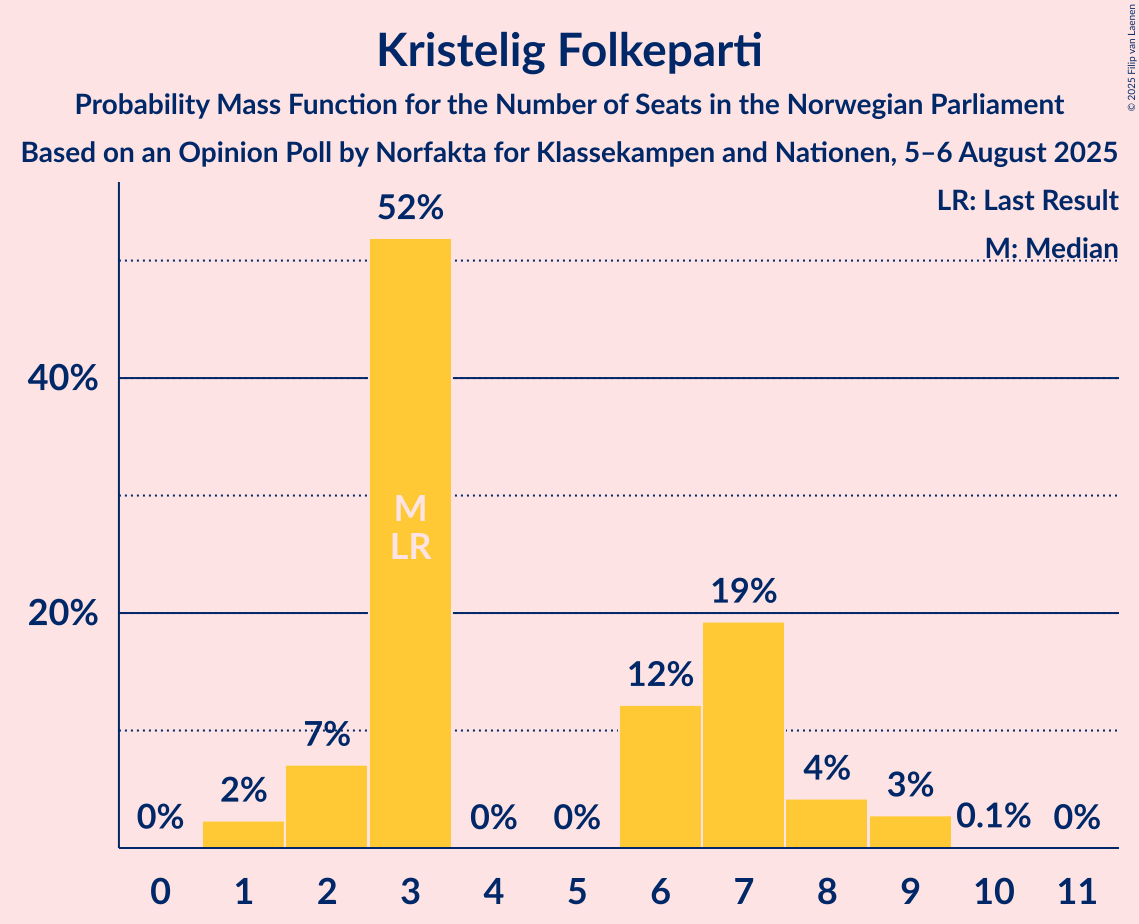 Kristelig Folkeparti
Probability Mass Function for the Number of Seats in the Norwegian Parliament
Based on an Opinion Poll by Norfakta for Klassekampen and Nationen, 5–6 August 2025
© 2025 Filip van Laenen
LR: Last Result
M: Median
52%
40%
M
LR
20%
19%
12%
7%
4%
3%
2%
0%
0%
0%
0.1%
0%
0 1 2 3 4 5 6 7 8 9 10 11